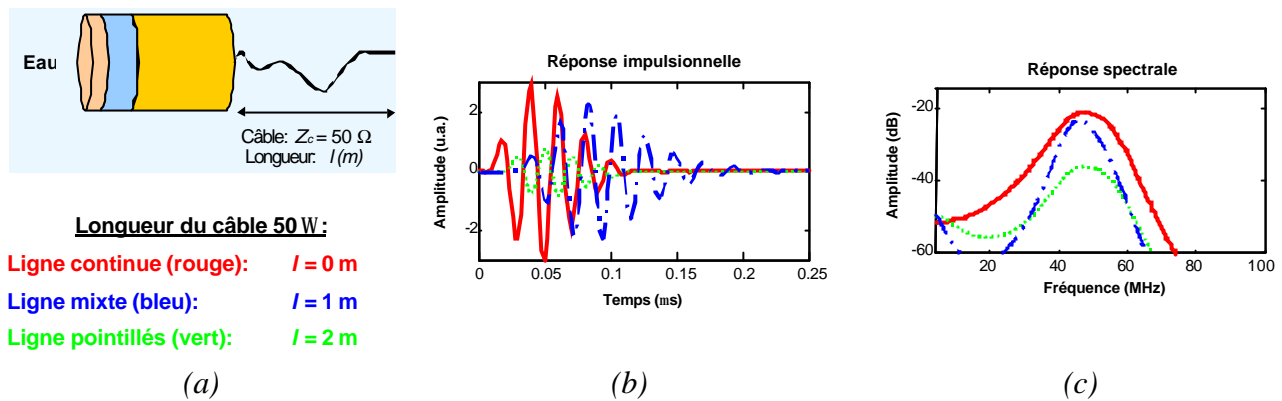 Eau
Câble: Zc = 50 Ω
Longueur: l (m)
Longueur du câble 50 W:
Ligne continue (rouge): l = 0 m
Ligne mixte (bleu): l = 1 m
Ligne pointillés (vert): l = 2 m
(a)
Réponse impulsionnelle
Amplitude (u.a.)
2
0
-2
0 0.05 0.1 0.15 0.2 0.25
Temps (ms)
(b)
Réponse spectrale
Amplitude (dB)
-20
-40
-60
20 40 60 80 100
Fréquence (MHz)
(c)